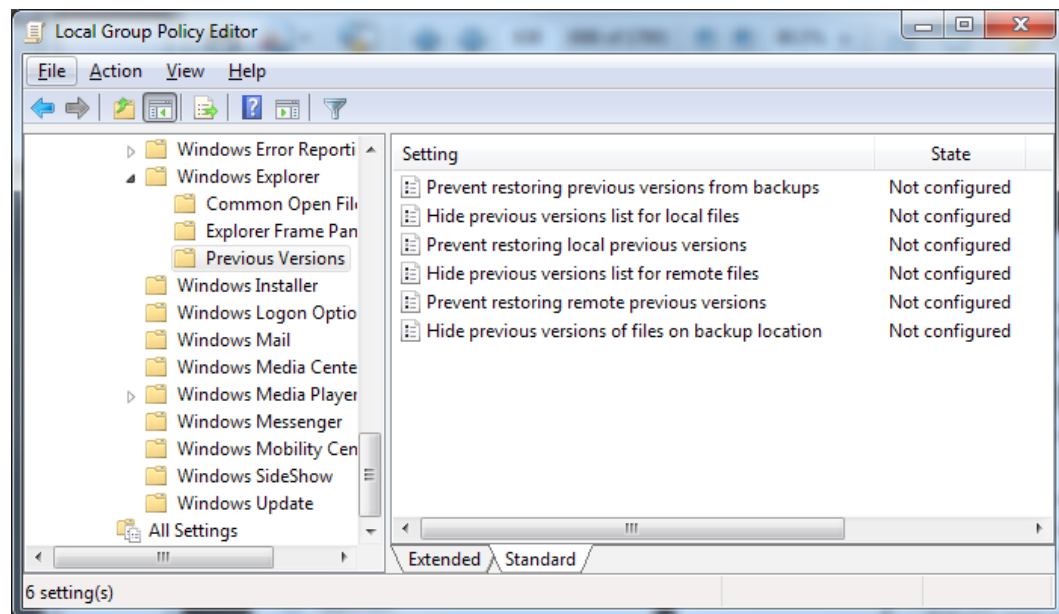 Local Group Policy Editor
File Action View Help
Windows Error Reporti
Windows Explorer
Common Open File
Explorer Frame Pan
Previous Versions
Windows Installer
Windows Logon Optio
Windows Mail
Windows Media Cente
Windows Media Player
Windows Messenger
Windows Mobility Cen
Windows SideShow
Windows Update
All Settings
Setting State
Prevent restoring previous versions from backups Not configured
Hide previous versions list for local files Not configured
Prevent restoring local previous versions Not configured
Hide previous versions list for remote files Not configured
Prevent restoring remote previous versions Not configured
Hide previous versions of files on backup location Not configured
Extended Standard
6 setting(s)